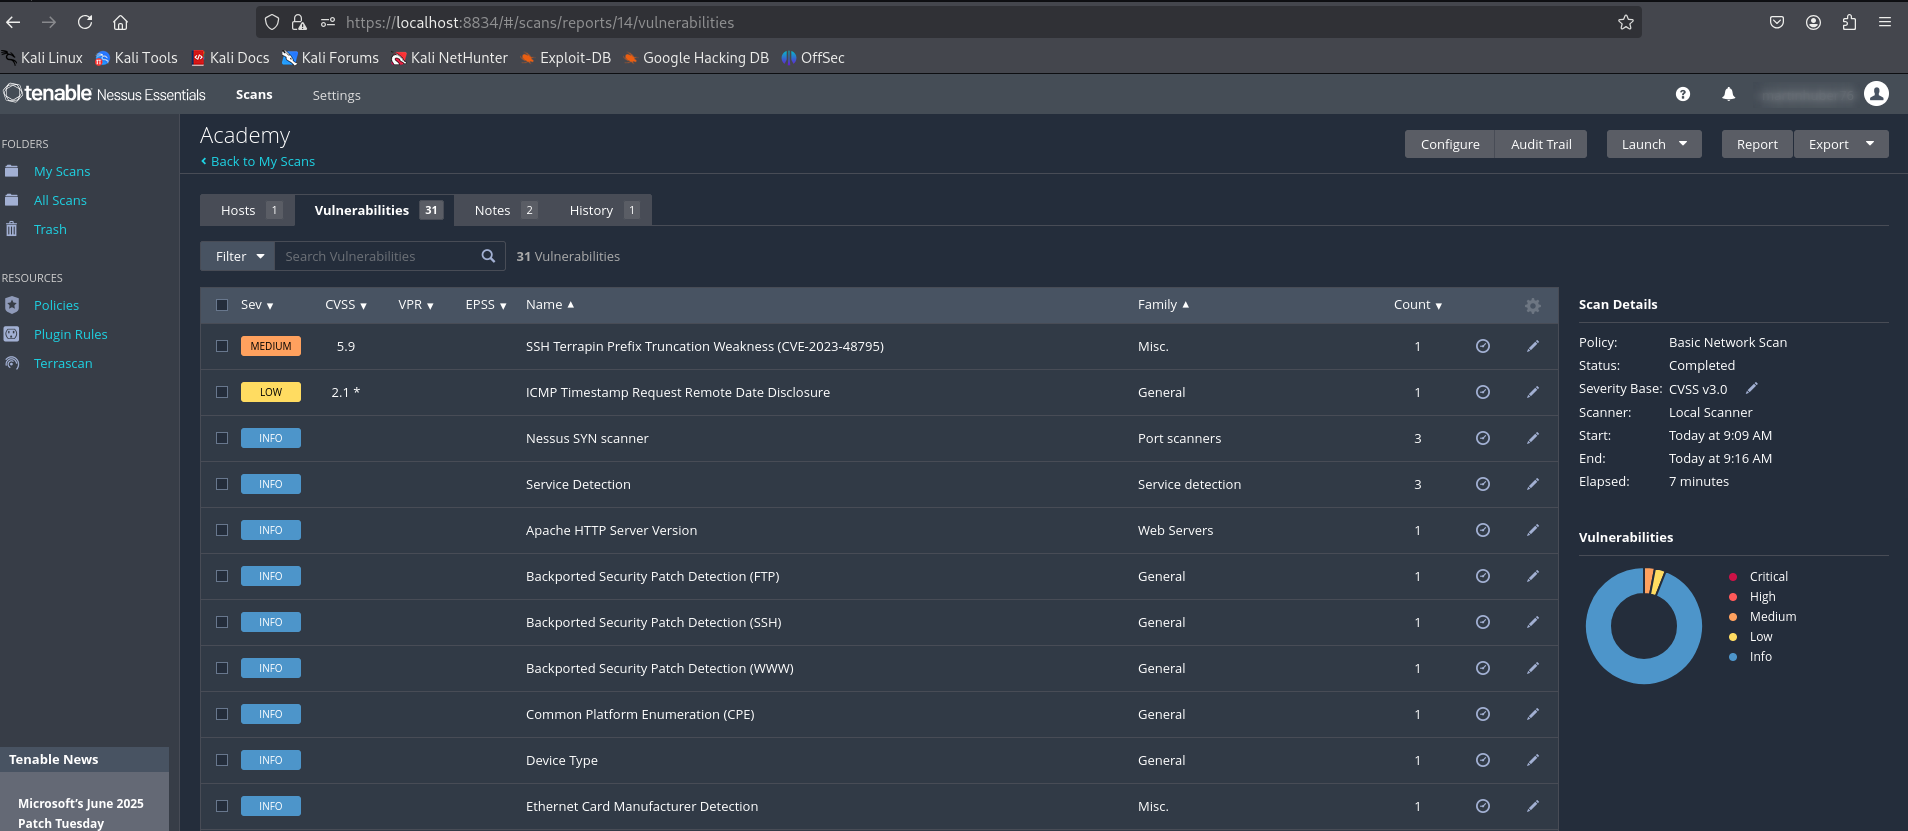 https://localhost:8834/#/scans/reports/14/vulnerabilities
Kali Linux Kali Tools Kali Docs Kali Forums Kali NetHunter Exploit-DB Google Hacking DB OffSec
tenable Nessus Essentials Scans Settings
FOLDERS
My Scans
All Scans
Trash
RESOURCES
Policies
Plugin Rules
Terrascan
Tenable News
Microsoft's June 2025
Patch Tuesday
Academy
Back to My Scans
Configure Audit Trail Launch Report Export
Hosts 1 Vulnerabilities 31 Notes 2 History 1
Filter Search Vulnerabilities 31 Vulnerabilities
Sev CVSS VPR EPSS Name Family Count
MEDIUM 5.9 SSH Terrapin Prefix Truncation Weakness (CVE-2023-48795) Misc. 1
LOW 2.1 * ICMP Timestamp Request Remote Date Disclosure General 1
INFO Nessus SYN scanner Port scanners 3
INFO Service Detection Service detection 3
INFO Apache HTTP Server Version Web Servers 1
INFO Backported Security Patch Detection (FTP) General 1
INFO Backported Security Patch Detection (SSH) General 1
INFO Backported Security Patch Detection (WWW) General 1
INFO Common Platform Enumeration (CPE) General 1
INFO Device Type General 1
INFO Ethernet Card Manufacturer Detection Misc. 1
Scan Details
Policy: Basic Network Scan
Status: Completed
Severity Base: CVSS v3.0
Scanner: Local Scanner
Start: Today at 9:09 AM
End: Today at 9:16 AM
Elapsed: 7 minutes
Vulnerabilities
Critical
High
Medium
Low
Info